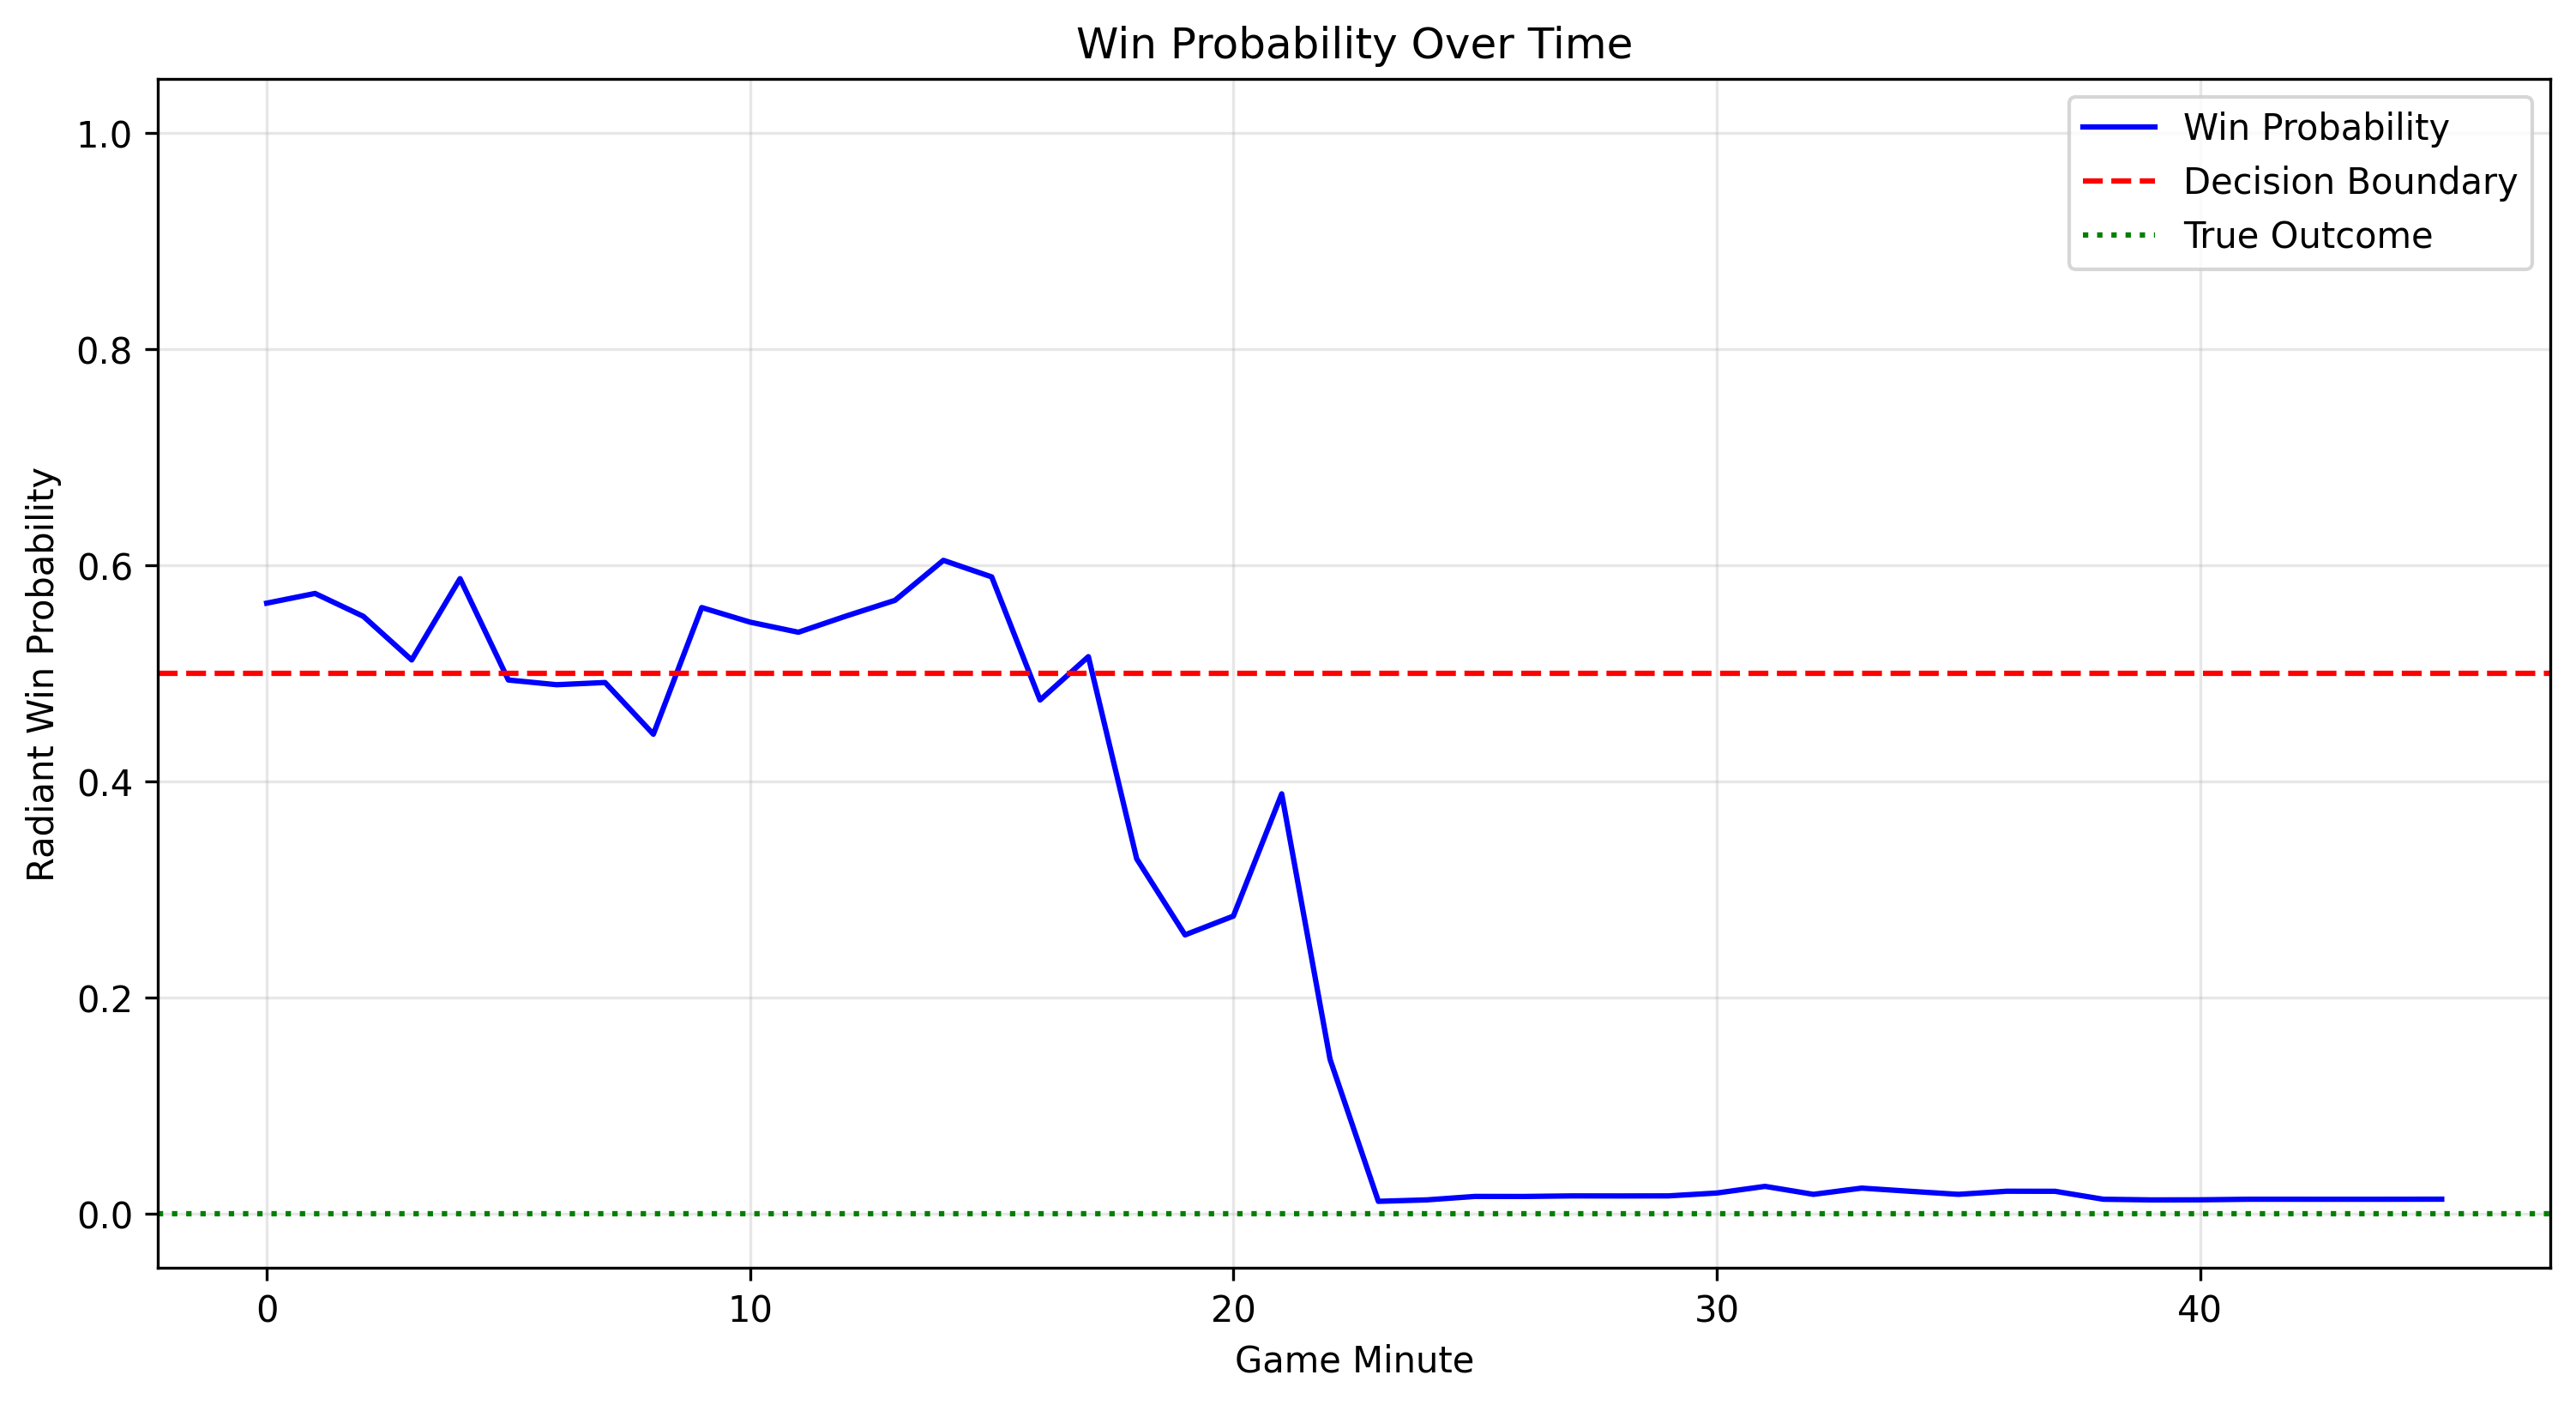 Win Probability Over Time
Win Probability
Decision Boundary
True Outcome
Radiant Win Probability
1.0
0.8
0.6
0.4
0.2
0.0
0 10 20 30 40
Game Minute